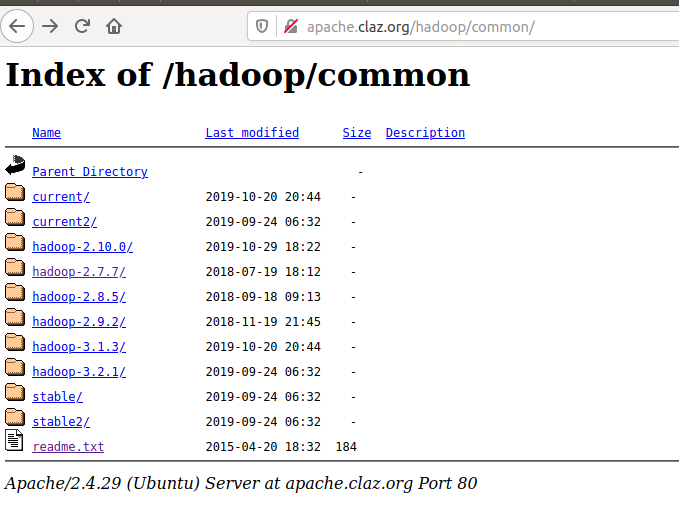 apache.claz.org/hadoop/common/
Index of /hadoop/common
Name Last modified Size Description
Parent Directory -
current/ 2019-10-20 20:44 -
current2/ 2019-09-24 06:32 -
hadoop-2.10.0/ 2019-10-29 18:22 -
hadoop-2.7.7/ 2018-07-19 18:12 -
hadoop-2.8.5/ 2018-09-18 09:13 -
hadoop-2.9.2/ 2018-11-19 21:45 -
hadoop-3.1.3/ 2019-10-20 20:44 -
hadoop-3.2.1/ 2019-09-24 06:32 -
stable/ 2019-09-24 06:32 -
stable2/ 2019-09-24 06:32 -
readme.txt 2015-04-20 18:32 184
Apache/2.4.29 (Ubuntu) Server at apache.claz.org Port 80